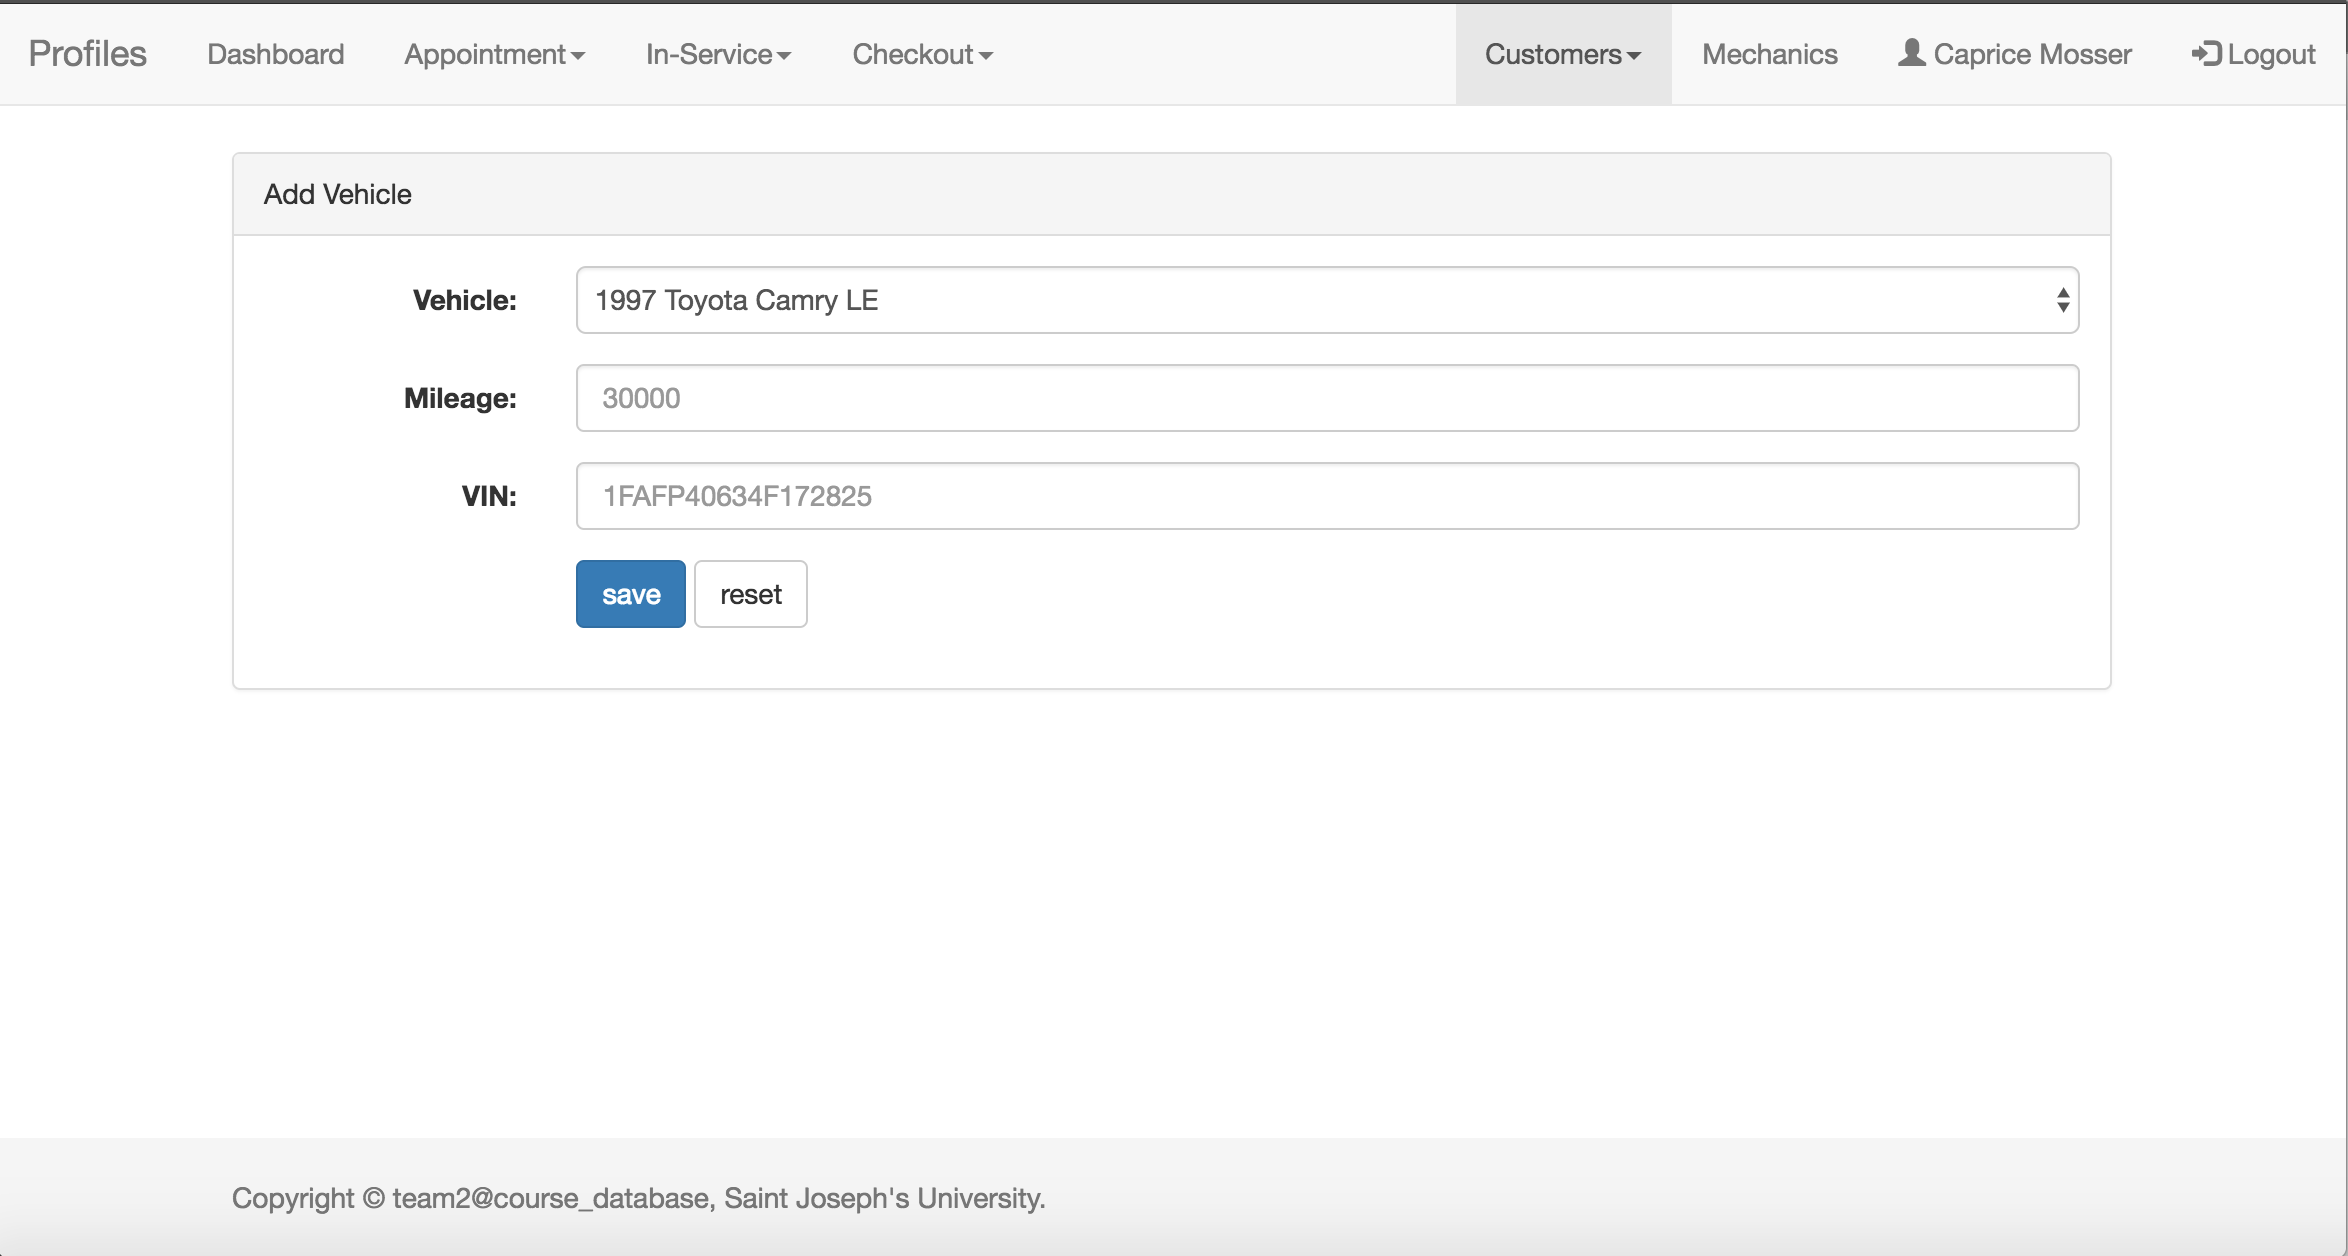 Profiles Dashboard Appointment In-Service Checkout Customers Mechanics Caprice Mosser Logout
Add Vehicle
Vehicle: 1997 Toyota Camry LE
Mileage: 30000
VIN: 1FAFP40634F172825
save reset
Copyright © team2@course_database, Saint Joseph's University.